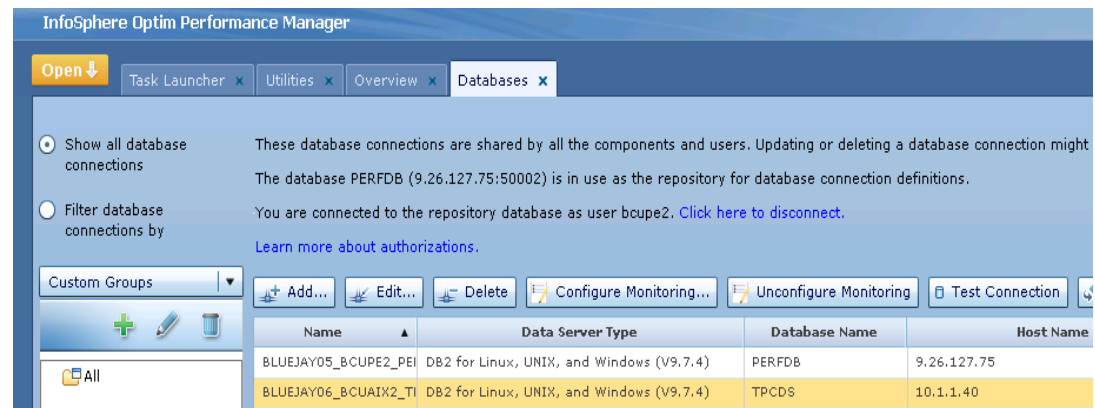 InfoSphere Optim Performance Manager
Open
Task Launcher x Utilities x Overview x Databases x
Show all database
connections
Filter database
connections by
Custom Groups
All
These database connections are shared by all the components and users. Updating or deleting a database connection might
The database PERFDB (9.26.127.75:50002) is in use as the repository for database connection definitions.
You are connected to the repository database as user bcupe2. Click here to disconnect.
Learn more about authorizations.
Add... Edit... Delete Configure Monitoring... Unconfigure Monitoring Test Connection
Name Data Server Type Database Name Host Name
BLUEJAY05_BCUPE2_PE DB2 for Linux, UNIX, and Windows (V9.7.4) PERFDB 9.26.127.75
BLUEJAY06_BCUAIX2_T DB2 for Linux, UNIX, and Windows (V9.7.4) TPCDS 10.1.1.40